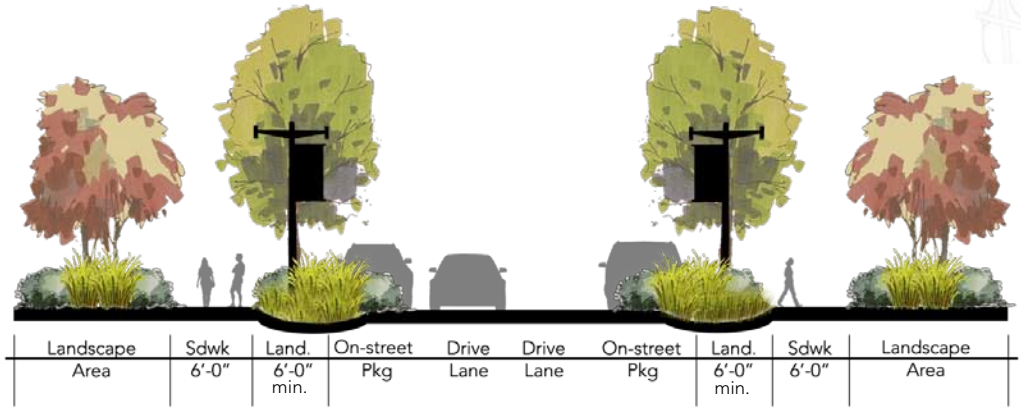 Landscape Sdwk Land. On-street Drive Drive On-street Land. Sdwk Landscape
Area 6'-0" 6'-0" Pkg Lane Lane Pkg 6'-0" 6'-0" Area
min. min.